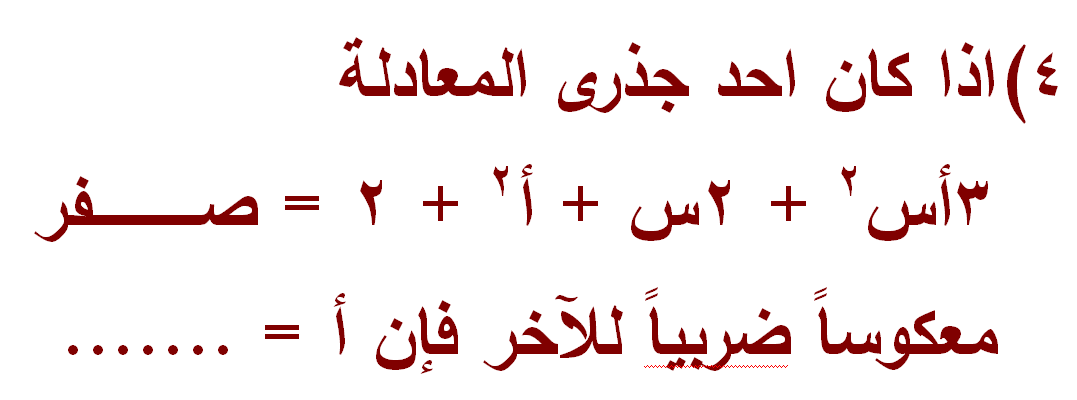 ٤)اذا كان احد جذرى المعادلة
٣أس٢ + ٢س + أ٢ + ٢ = صـــــفر
معكوساً ضربياً للآخر فإن أ = .......